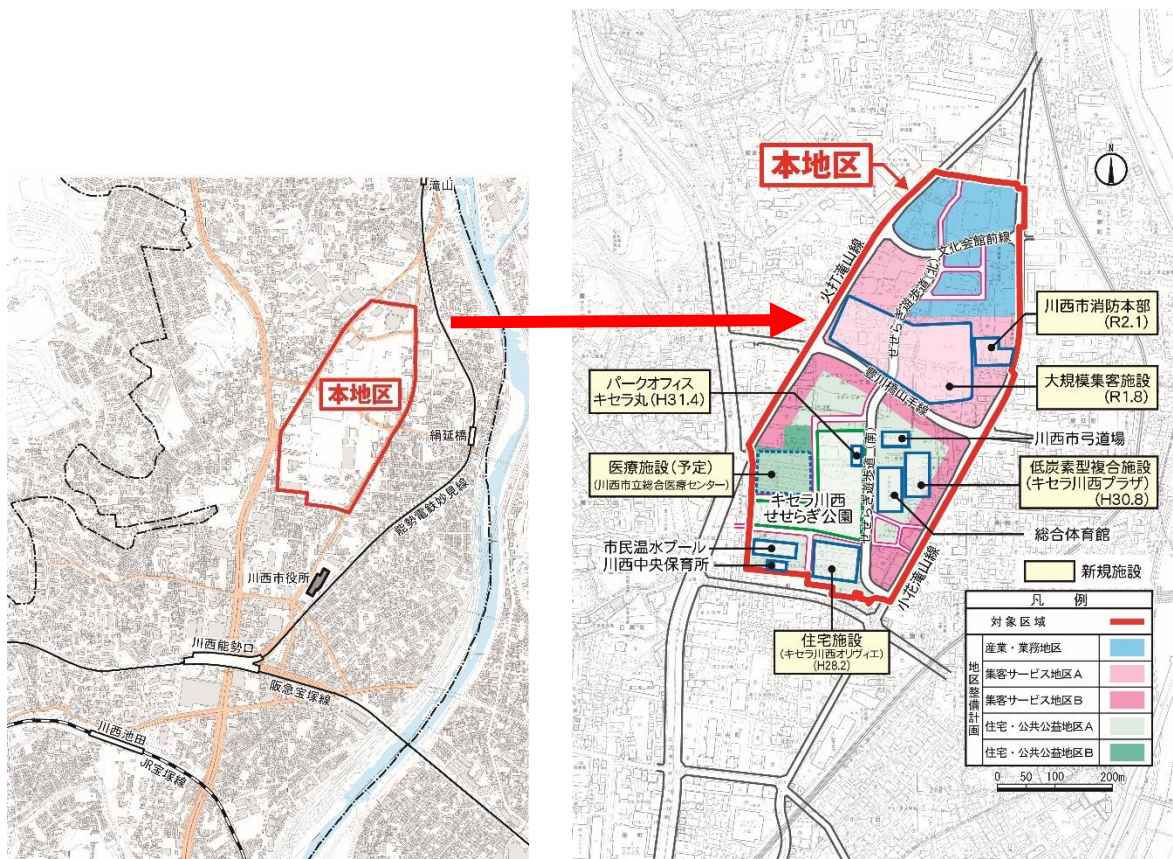 滝山
本地区
絹延橋
能勢電鉄妙見線
川西市役所
川西能勢口
阪急宝塚線
川西池田
JR宝塚線
本地区
N
火打滝山線
せせらぎ遊歩道(北)
文化会館前線
川西市消防本部
(R2.1)
パークオフィス
キセラ丸(H31.4)
豊川橋山手線
大規模集客施設
(R1.8)
川西市弓道場
医療施設(予定)
(川西市立総合医療センター)
せせらぎ遊歩道(南)
低炭素型複合施設
(キセラ川西プラザ)
(H30.8)
キセラ川西
せせらぎ公園
総合体育館
市民温水プール
川西中央保育所
小花滝山線
新規施設
住宅施設
(キセラ川西オリヴィエ)
(H28.2)
凡 例
対象区域
地区整備計画
産業・業務地区
集客サービス地区A
集客サービス地区B
住宅・公共公益地区A
住宅・公共公益地区B
0 50 100 200m